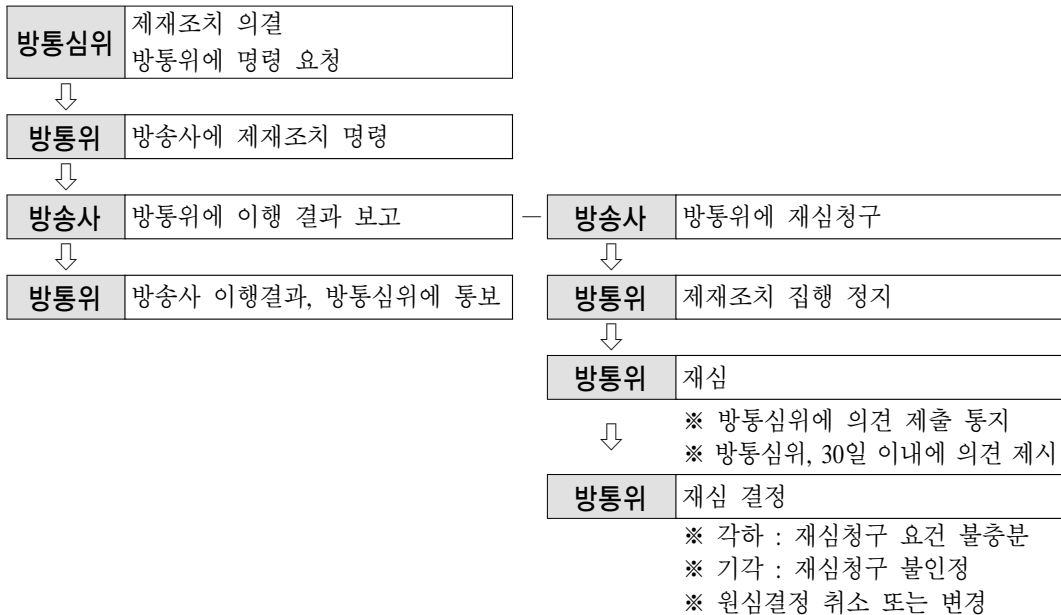 방통심위 제재조치 의결
방통위에 명령 요청
⇩
방통위 방송사에 제재조치 명령
⇩
방송사 방통위에 이행 결과 보고 － 방송사 방통위에 재심청구
⇩ ⇩
방통위 방송사 이행결과, 방통심위에 통보 방통위 제재조치 집행 정지
⇩
방통위 재심
※ 방통심위에 의견 제출 통지
⇩
※ 방통심위, 30일 이내에 의견 제시
방통위 재심 결정
※ 각하 : 재심청구 요건 불충분
※ 기각 : 재심청구 불인정
※ 원심결정 취소 또는 변경